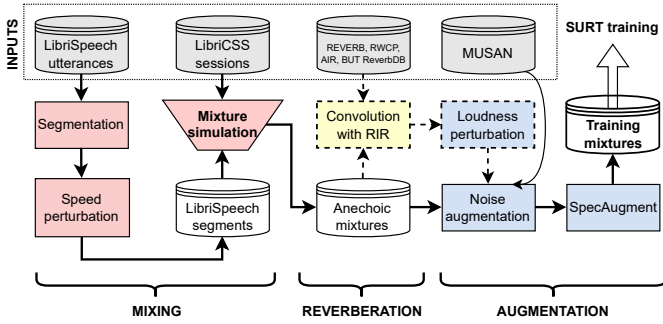 INPUTS
LibriSpeech
utterances
LibriCSS
sessions
REVERB, RWCP,
AIR, BUT ReverbDB
MUSAN
SURT training
Segmentation
Mixture
simulation
Convolution
with RIR
Loudness
perturbation
Training
mixtures
Speed
perturbation
LibriSpeech
segments
Anechoic
mixtures
Noise
augmentation
SpecAugment
MIXING
REVERBERATION
AUGMENTATION